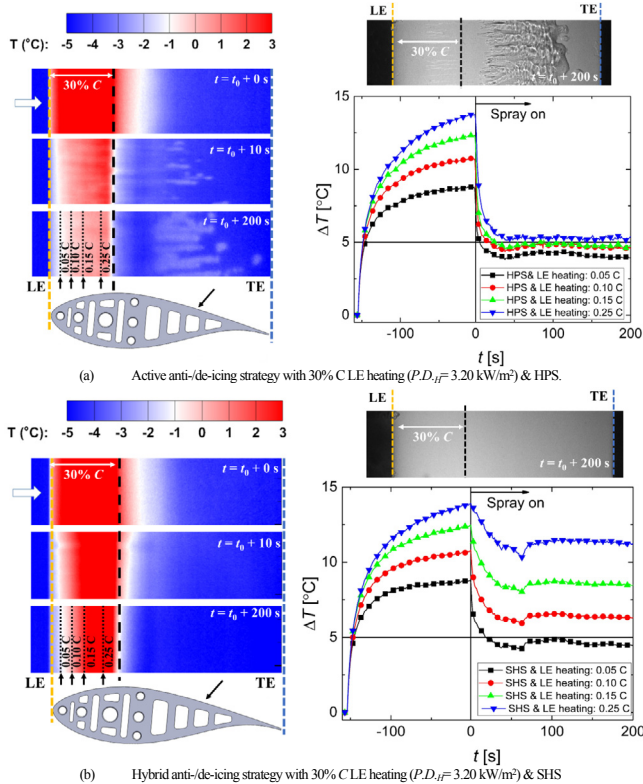 T (°C):
-5 -4 -3 -2 -1 0 1 2 3
LE
TE
30% C
t = t0 + 200 s
30% C
t = t0 + 0 s
t = t0 + 10 s
t = t0 + 200 s
0.05 C
0.10 C
0.15 C
0.25 C
LE
TE
15
10
5
0
ΔT [°C]
Spray on
HPS& LE heating: 0.05 C
HPS & LE heating: 0.10 C
HPS & LE heating: 0.15 C
HPS & LE heating: 0.25 C
-100 0 100 200
t [s]
(a) Active anti-/de-icing strategy with 30% C LE heating (P.D.H= 3.20 kW/m²) & HPS.
T (°C):
-5 -4 -3 -2 -1 0 1 2 3
LE
TE
30% C
t = t0 + 200 s
30% C
t = t0 + 0 s
t = t0 + 10 s
t = t0 + 200 s
0.05 C
0.10 C
0.15 C
0.25 C
LE
TE
15
10
5
0
ΔT [°C]
Spray on
SHS & LE heating: 0.05 C
SHS & LE heating: 0.10 C
SHS & LE heating: 0.15 C
SHS & LE heating: 0.25 C
-100 0 100 200
t [s]
(b) Hybrid anti-/de-icing strategy with 30% C LE heating (P.D.H= 3.20 kW/m²) & SHS